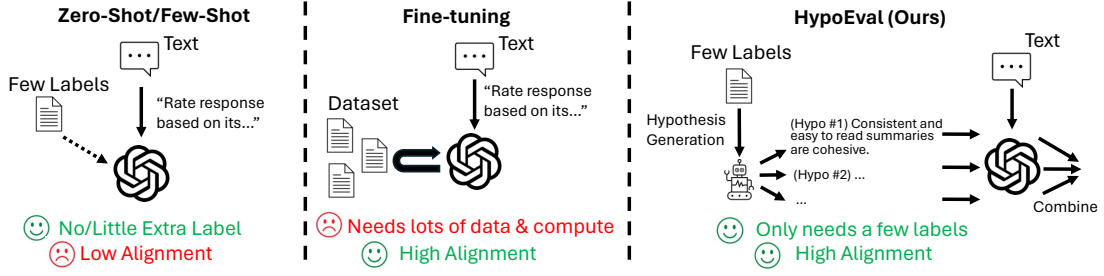 Zero-Shot/Few-Shot
Text
Few Labels
“Rate response
based on its...”
No/Little Extra Label
Low Alignment
Fine-tuning
Text
Dataset
“Rate response
based on its...”
Needs lots of data & compute
High Alignment
HypoEval (Ours)
Few Labels
Text
Hypothesis
Generation
(Hypo #1) Consistent and
easy to read summaries
are cohesive.
(Hypo #2) ...
...
Combine
Only needs a few labels
High Alignment